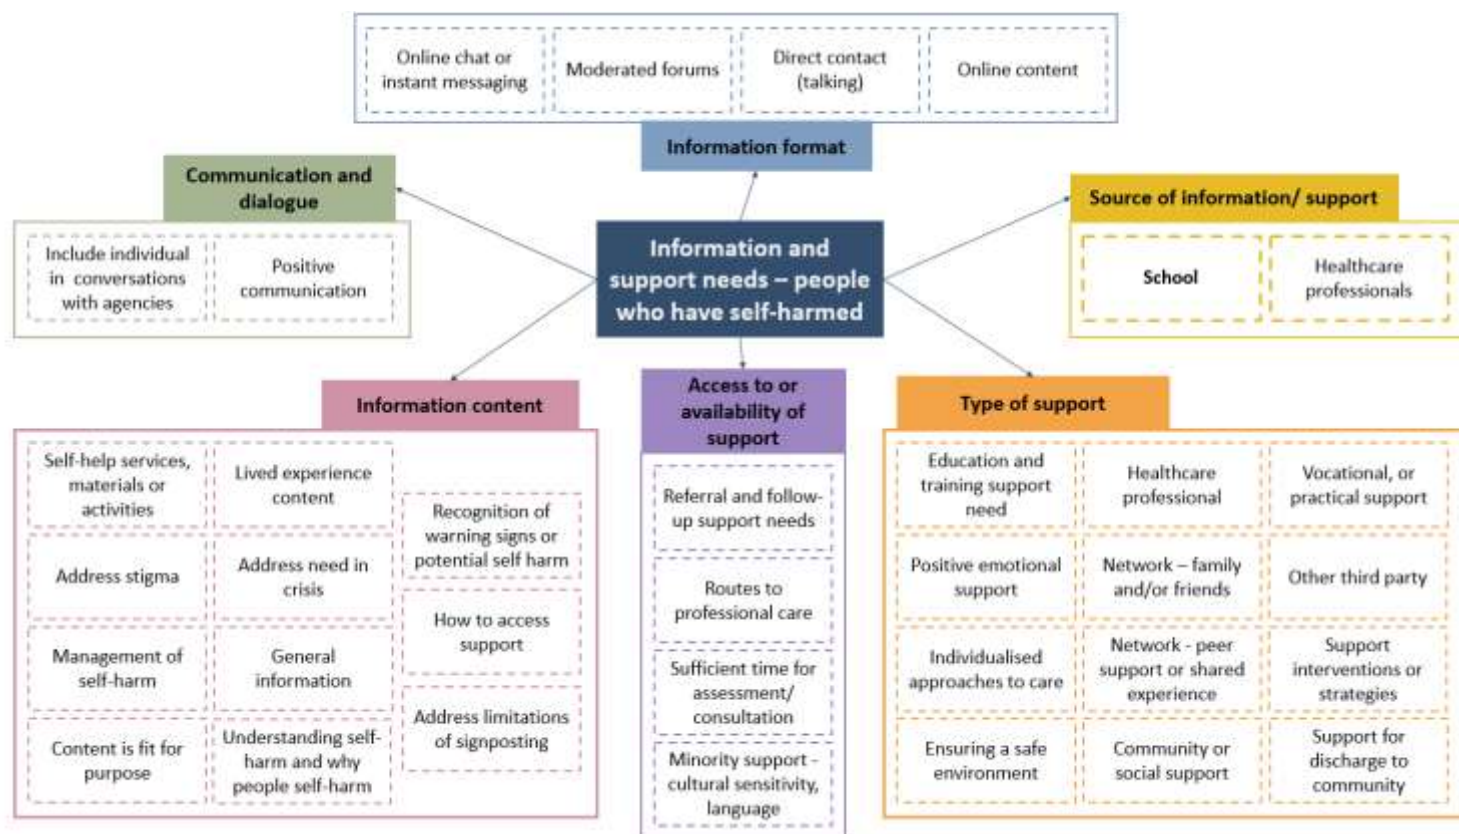 Online chat or
instant messaging
Moderated forums
Direct contact
(talking)
Online content
Information format
Communication and
dialogue
Include individual
in conversations
with agencies
Positive
communication
Source of information/ support
School
Healthcare
professionals
Information and
support needs – people
who have self-harmed
Information content
Self-help services,
materials or
activities
Lived experience
content
Recognition of
warning signs or
potential self harm
Address stigma
Address need in
crisis
How to access
support
Management of
self-harm
General
information
Address limitations
of signposting
Content is fit for
purpose
Understanding self-
harm and why
people self-harm
Access to or
availability of
support
Referral and follow-
up support needs
Routes to
professional care
Sufficient time for
assessment/
consultation
Minority support -
cultural sensitivity,
language
Type of support
Education and
training support
need
Healthcare
professional
Vocational, or
practical support
Positive emotional
support
Network – family
and/or friends
Other third party
Individualised
approaches to care
Network - peer
support or shared
experience
Support
interventions or
strategies
Ensuring a safe
environment
Community or
social support
Support for
discharge to
community